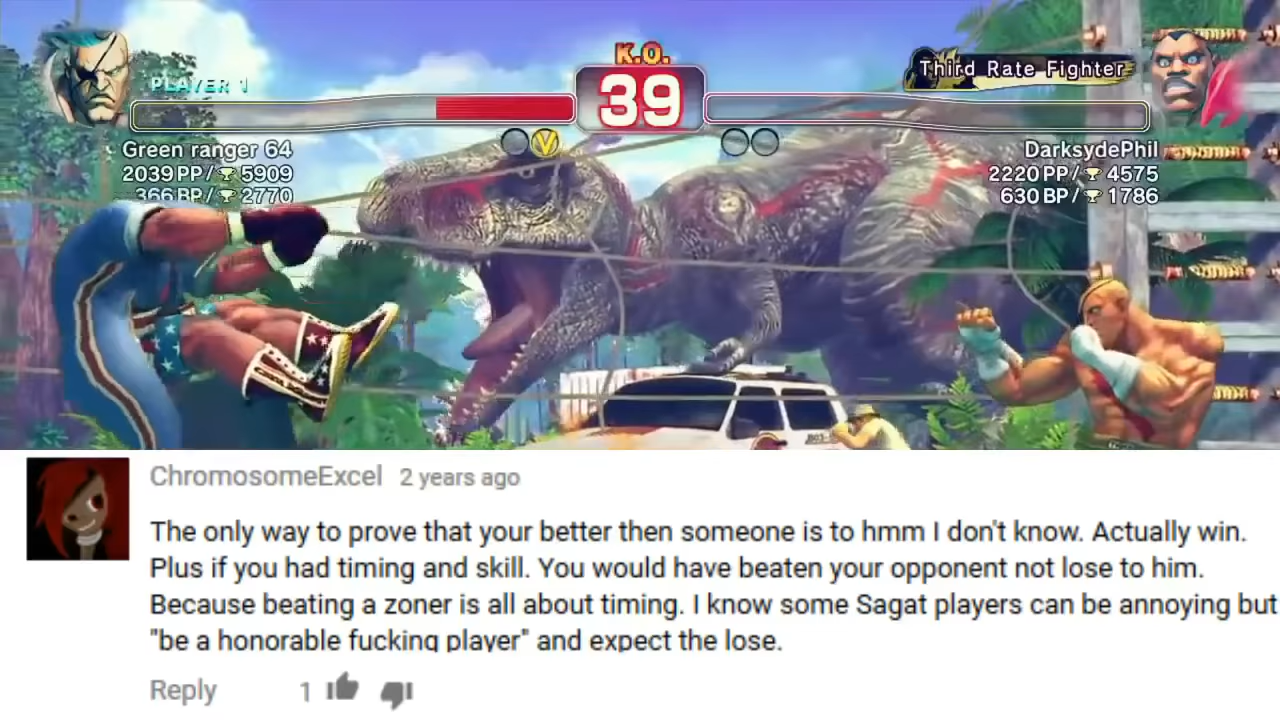 K.O.
PLAYER 1
39
Third Rate Fighter
Green ranger 64
DarksydePhil
2039 PP / 5909
2220 PP / 4575
366 BP / 2770
630 BP / 1786
V
ChromosomeExcel 2 years ago
The only way to prove that your better then someone is to hmm I don't know. Actually win.
Plus if you had timing and skill. You would have beaten your opponent not lose to him.
Because beating a zoner is all about timing. I know some Sagat players can be annoying but
"be a honorable fucking player" and expect the lose.
Reply 1